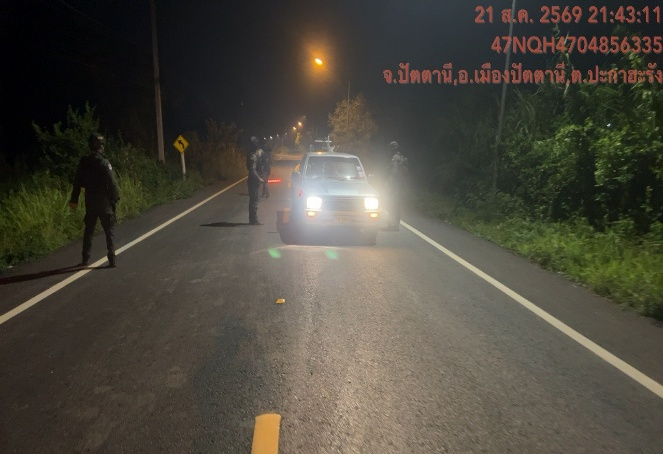 21 ส.ค. 2569 21:43:11
47NQH4704856335
จ.ปัตตานี,อ.เมืองปัตตานี,ต.ปะกาฮะรัง